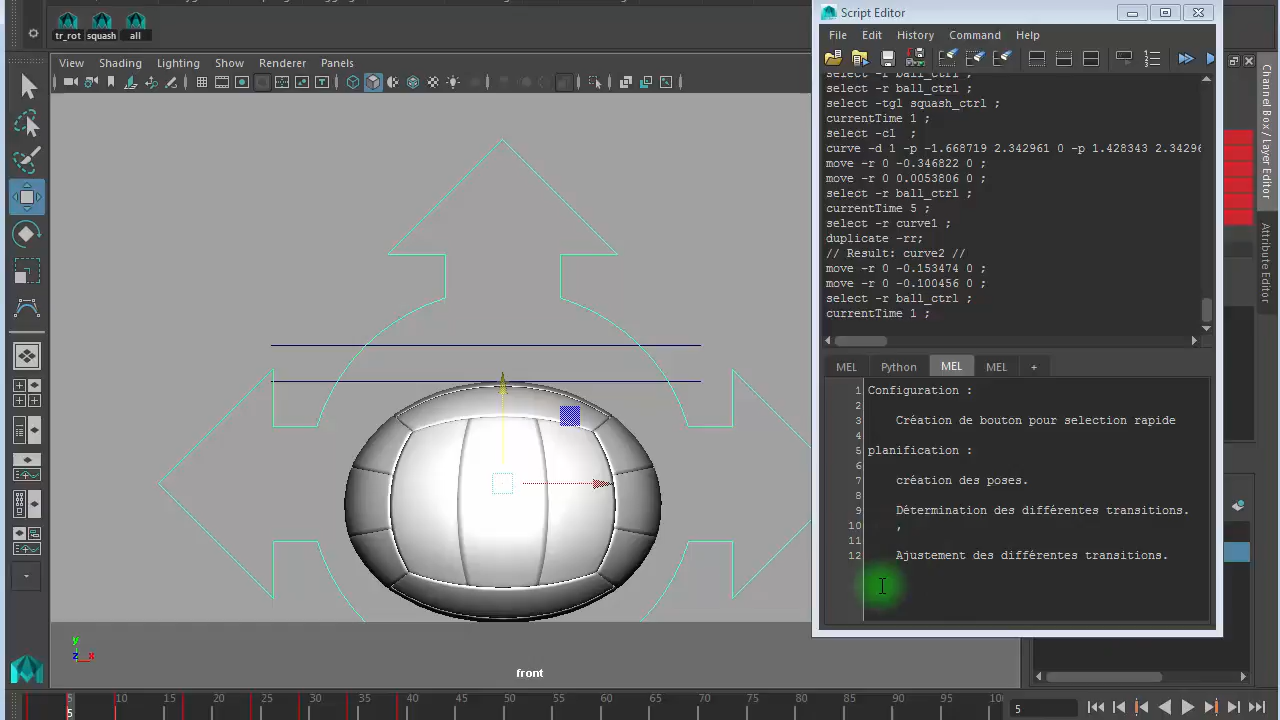 Script Editor
File Edit History Command Help
tr_rot squash all
View Shading Lighting Show Renderer Panels
select -r ball_ctrl ;
select -r ball_ctrl ;
select -tgl squash_ctrl ;
currentTime 1 ;
select -cl  ;
curve -d 1 -p -1.668719 2.342961 0 -p 1.428343 2.34296
move -r 0 -0.346822 0 ;
move -r 0 0.0053806 0 ;
select -r ball_ctrl ;
currentTime 5 ;
select -r curve1 ;
duplicate -rr;
// Result: curve2 //
move -r 0 -0.153474 0 ;
move -r 0 -0.100456 0 ;
select -r ball_ctrl ;
currentTime 1 ;
MEL Python MEL MEL +
1 Configuration :
2
3 Création de bouton pour selection rapide
4
5 planification :
6
7 création des poses.
8
9 Détermination des différentes transitions.
10 ,
11
12 Ajustement des différentes transitions.
Channel Box / Layer Editor
Attribute Editor
y
z x
front
5 10 15 20 25 30 35 40 45 50 55 60 65 70 75 80 85 90 95 10
5
5